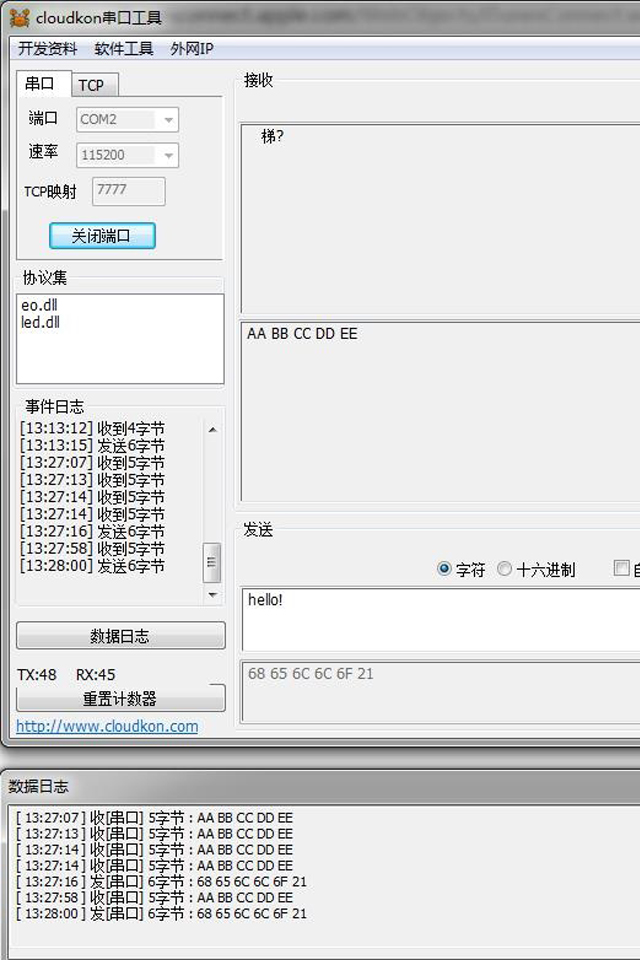 cloudkon串口工具
开发资料 软件工具 外网IP
串口 TCP
端口 COM2
速率 115200
TCP映射 7777
关闭端口
协议集
eo.dll
led.dll
事件日志
[13:13:12] 收到4字节
[13:13:15] 发送6字节
[13:27:07] 收到5字节
[13:27:13] 收到5字节
[13:27:14] 收到5字节
[13:27:14] 收到5字节
[13:27:16] 发送6字节
[13:27:58] 收到5字节
[13:28:00] 发送6字节
数据日志
TX:48 RX:45
重置计数器
http://www.cloudkon.com
接收
梯?
AA BB CC DD EE
发送
字符 十六进制
hello!
68 65 6C 6C 6F 21
数据日志
[ 13:27:07 ] 收[串口] 5字节 : AA BB CC DD EE
[ 13:27:13 ] 收[串口] 5字节 : AA BB CC DD EE
[ 13:27:14 ] 收[串口] 5字节 : AA BB CC DD EE
[ 13:27:14 ] 收[串口] 5字节 : AA BB CC DD EE
[ 13:27:16 ] 发[串口] 6字节 : 68 65 6C 6C 6F 21
[ 13:27:58 ] 收[串口] 5字节 : AA BB CC DD EE
[ 13:28:00 ] 发[串口] 6字节 : 68 65 6C 6C 6F 21